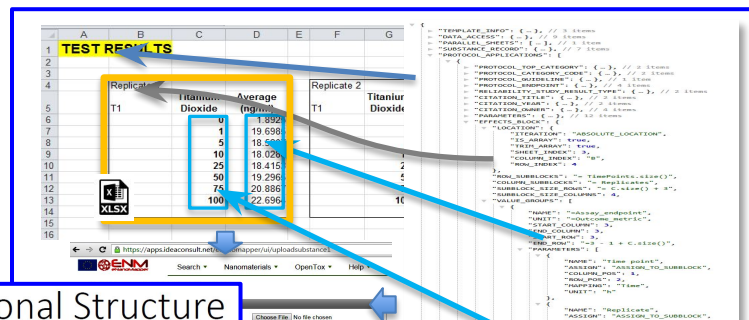 A B C D E F G
1 TEST RESULTS
2
3
4 Replicate Replicate 2
Titanium Average Titaniur
5 T1 Dioxide (ng/ml) T1 Dioxide
6 0 1.892
7 1 19.698
8 5
9 10 18.028
10 25 18.415 2
11 50 19.296 5
12 75 20.886 7
13 100 22.696 10
14
15
16
XLSX
https://apps.ideaconsult.net/
mapper/ui/uploadsubstance1
eNM
Search Nanomaterials OpenTox Help
onal Structure
Choose File No file chosen
{
"TEMPLATE_INFO": { … }, // 3 items
"DATA_ACCESS": { … }, // 9 items
"PARALLEL_SHEETS": [ … ], // 1 item
"SUBSTANCE_RECORD": { … }, // 7 items
"PROTOCOL_APPLICATIONS": [
{
"PROTOCOL_TOP_CATEGORY": { … }, // 2 items
"PROTOCOL_CATEGORY_CODE": { … }, // 2 items
"PROTOCOL_GUIDELINE": { … }, // 1 item
"PROTOCOL_ENDPOINT": { … }, // 4 items
"RELIABILITY_STUDY_RESULT_TYPE": { … }, // 2 items
"CITATION_TITLE": { … }, // 2 items
"CITATION_YEAR": { … }, // 2 items
"CITATION_OWNER": { … }, // 4 items
"PARAMETERS": { … }, // 12 items
"EFFECTS_BLOCK": {
"LOCATION": {
"ITERATION": "ABSOLUTE_LOCATION",
"IS_ARRAY": true,
"TRIM_ARRAY": true,
"SHEET_INDEX": 3,
"COLUMN_INDEX": "B",
"ROW_INDEX": 4
},
"ROW_SUBBLOCKS": "= TimePoints.size()",
"COLUMN_SUBBLOCKS": "= Replicates",
"SUBBLOCK_SIZE_ROWS": "= C.size() + 3",
"SUBBLOCK_SIZE_COLUMNS": 4,
"VALUE_GROUPS": [
{
"NAME": "=Assay_endpoint",
"UNIT": "=Outcome_metric",
"START_COLUMN": 3,
"END_COLUMN": 3,
"START_ROW": 3,
"END_ROW": "=3 - 1 + C.size()",
"PARAMETERS": [
{
"NAME": "Time point",
"ASSIGN": "ASSIGN_TO_SUBBLOCK",
"COLUMN_POS": 1,
"ROW_POS": 2,
"MAPPING": "Time",
"UNIT": "h"
},
{
"NAME": "Replicate",
"ASSIGN": "ASSIGN_TO_SUBBLOCK",